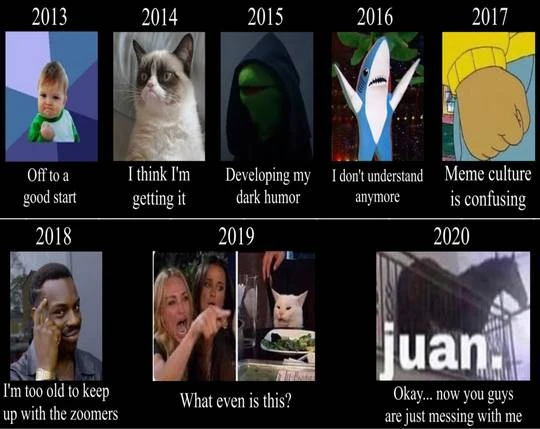 2013
2014
2015
2016
2017
Off to a
good start
I think I'm
getting it
Developing my
dark humor
I don't understand
anymore
Meme culture
is confusing
2018
2019
2020
juan.
I'm too old to keep
up with the zoomers
What even is this?
Okay... now you guys
are just messing with me